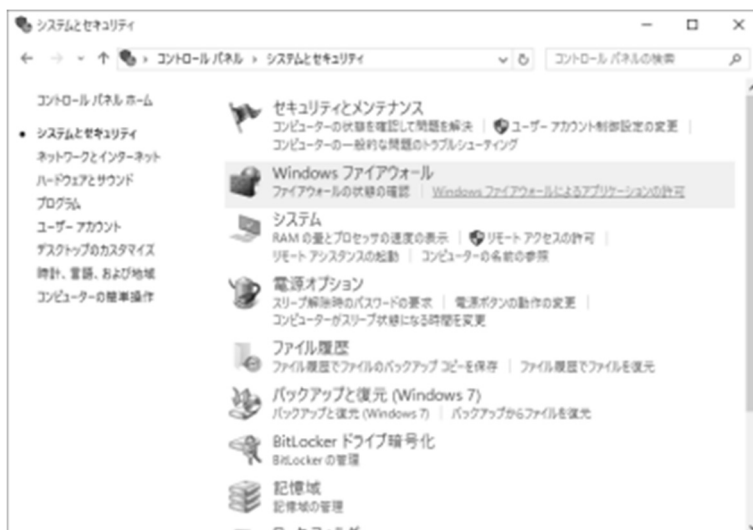 システムとセキュリティ
コントロール パネル › システムとセキュリティ
コントロール パネルの検索
コントロール パネル ホーム
システムとセキュリティ
ネットワークとインターネット
ハードウェアとサウンド
プログラム
ユーザー アカウント
デスクトップのカスタマイズ
時計、言語、および地域
コンピューターの簡単操作
セキュリティとメンテナンス
コンピューターの状態を確認して問題を解決 | ユーザー アカウント制御設定の変更 |
コンピューターの一般的な問題のトラブルシューティング
Windows ファイアウォール
ファイアウォールの状態の確認 | Windows ファイアウォールによるアプリケーションの許可
システム
RAM の量とプロセッサの速度の表示 | リモート アクセスの許可 |
リモート アシスタンスの起動 | コンピューターの名前の参照
電源オプション
スリープ解除時のパスワードの要求 | 電源ボタンの動作の変更 |
コンピューターがスリープ状態になる時間を変更
ファイル履歴
ファイル履歴でファイルのバックアップ コピーを保存 | ファイル履歴でファイルを復元
バックアップと復元 (Windows 7)
バックアップと復元 (Windows 7) | バックアップからファイルを復元
BitLocker ドライブ暗号化
BitLocker の管理
記憶域
記憶域の管理